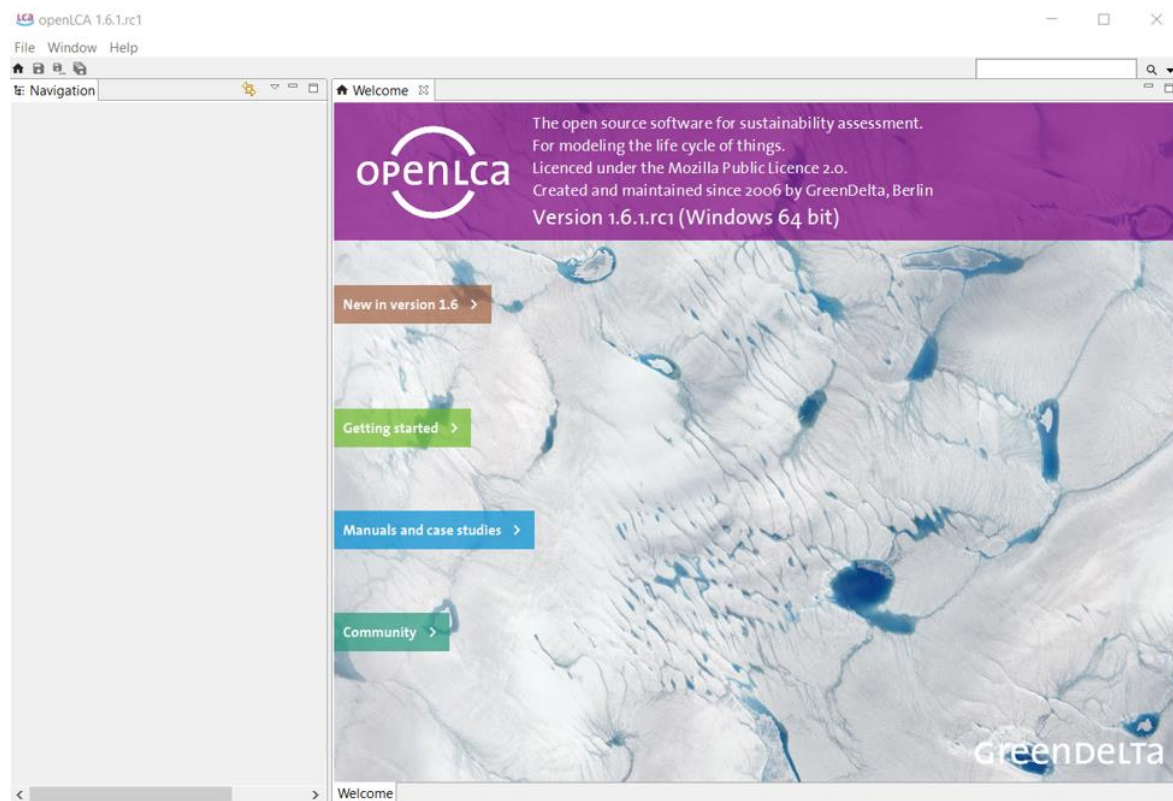 LCA openLCA 1.6.1.rc1
File Window Help
Navigation
Welcome
openLCA
The open source software for sustainability assessment.
For modeling the life cycle of things.
Licenced under the Mozilla Public Licence 2.0.
Created and maintained since 2006 by GreenDelta, Berlin
Version 1.6.1.rc1 (Windows 64 bit)
New in version 1.6 >
Getting started >
Manuals and case studies >
Community >
GreenDelta
Welcome